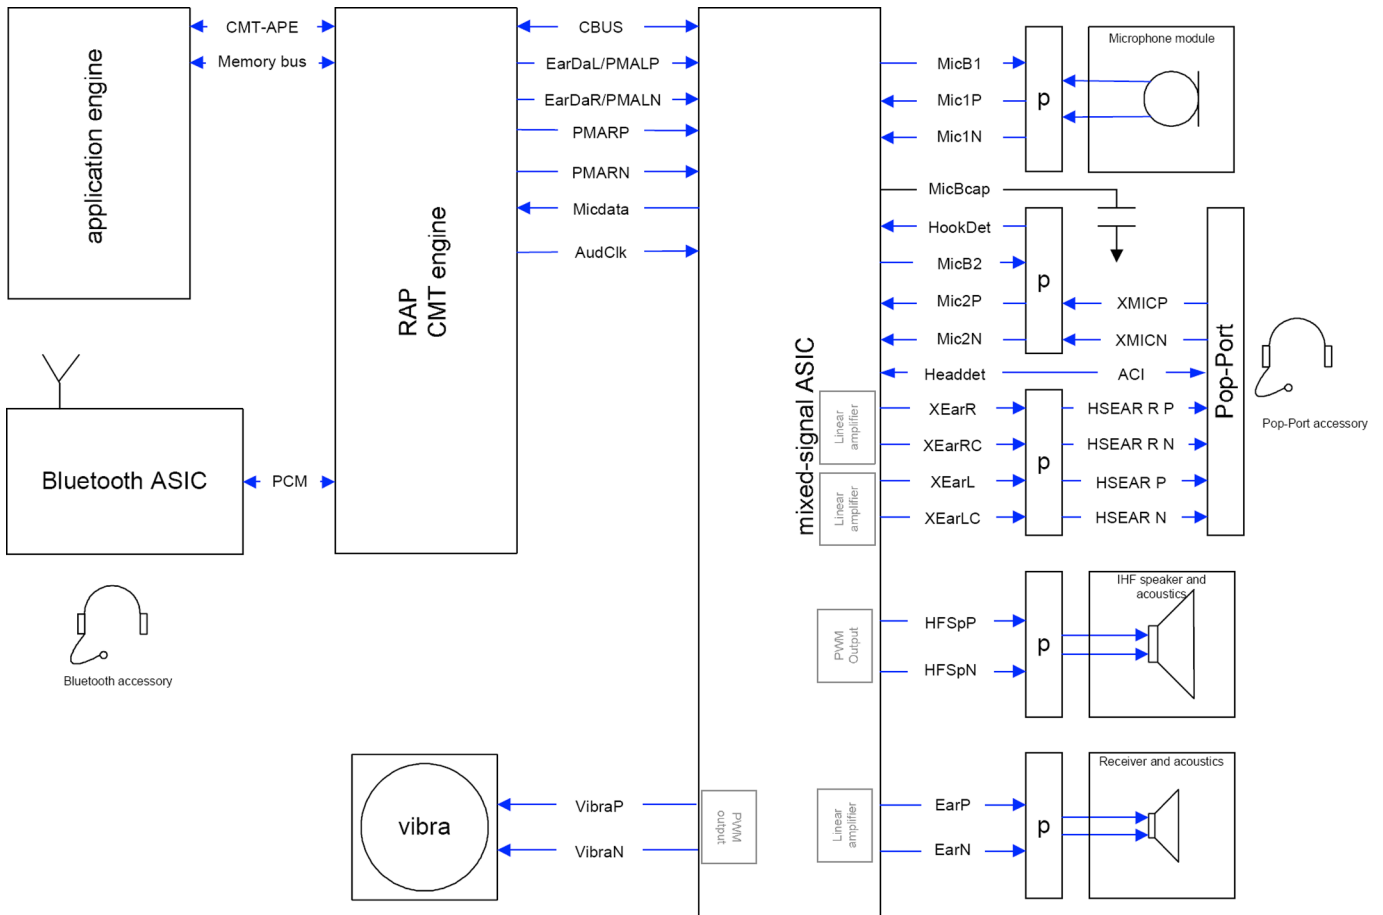 CMT-APE
Memory bus
application engine
RAP
CMT engine
CBUS
EarDaL/PMALP
EarDaR/PMALN
PMARP
PMARN
Micdata
AudClk
mixed-signal ASIC
MicB1
Mic1P
Mic1N
p
Microphone module
MicBcap
HookDet
MicB2
Mic2P
Mic2N
p
XMICP
XMICN
Headdet
ACI
Pop-Port
Pop-Port accessory
Linear
amplifier
XEarR
XEarRC
Linear
amplifier
XEarL
XEarLC
p
HSEAR R P
HSEAR R N
HSEAR P
HSEAR N
Bluetooth ASIC
PCM
Bluetooth accessory
PWM
Output
HFSpP
HFSpN
p
IHF speaker and
acoustics
vibra
VibraP
VibraN
PWM
output
Linear
amplifier
EarP
EarN
p
Receiver and acoustics